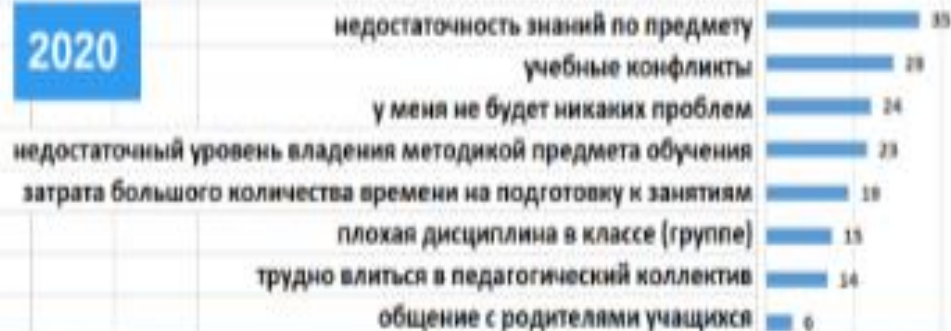 2020
недостаточность знаний по предмету 35
учебные конфликты 29
у меня не будет никаких проблем 24
недостаточный уровень владения методикой предмета обучения 23
затрата большого количества времени на подготовку к занятиям 19
плохая дисциплина в классе (группе) 15
трудно влиться в педагогический коллектив 14
общение с родителями учащихся 6